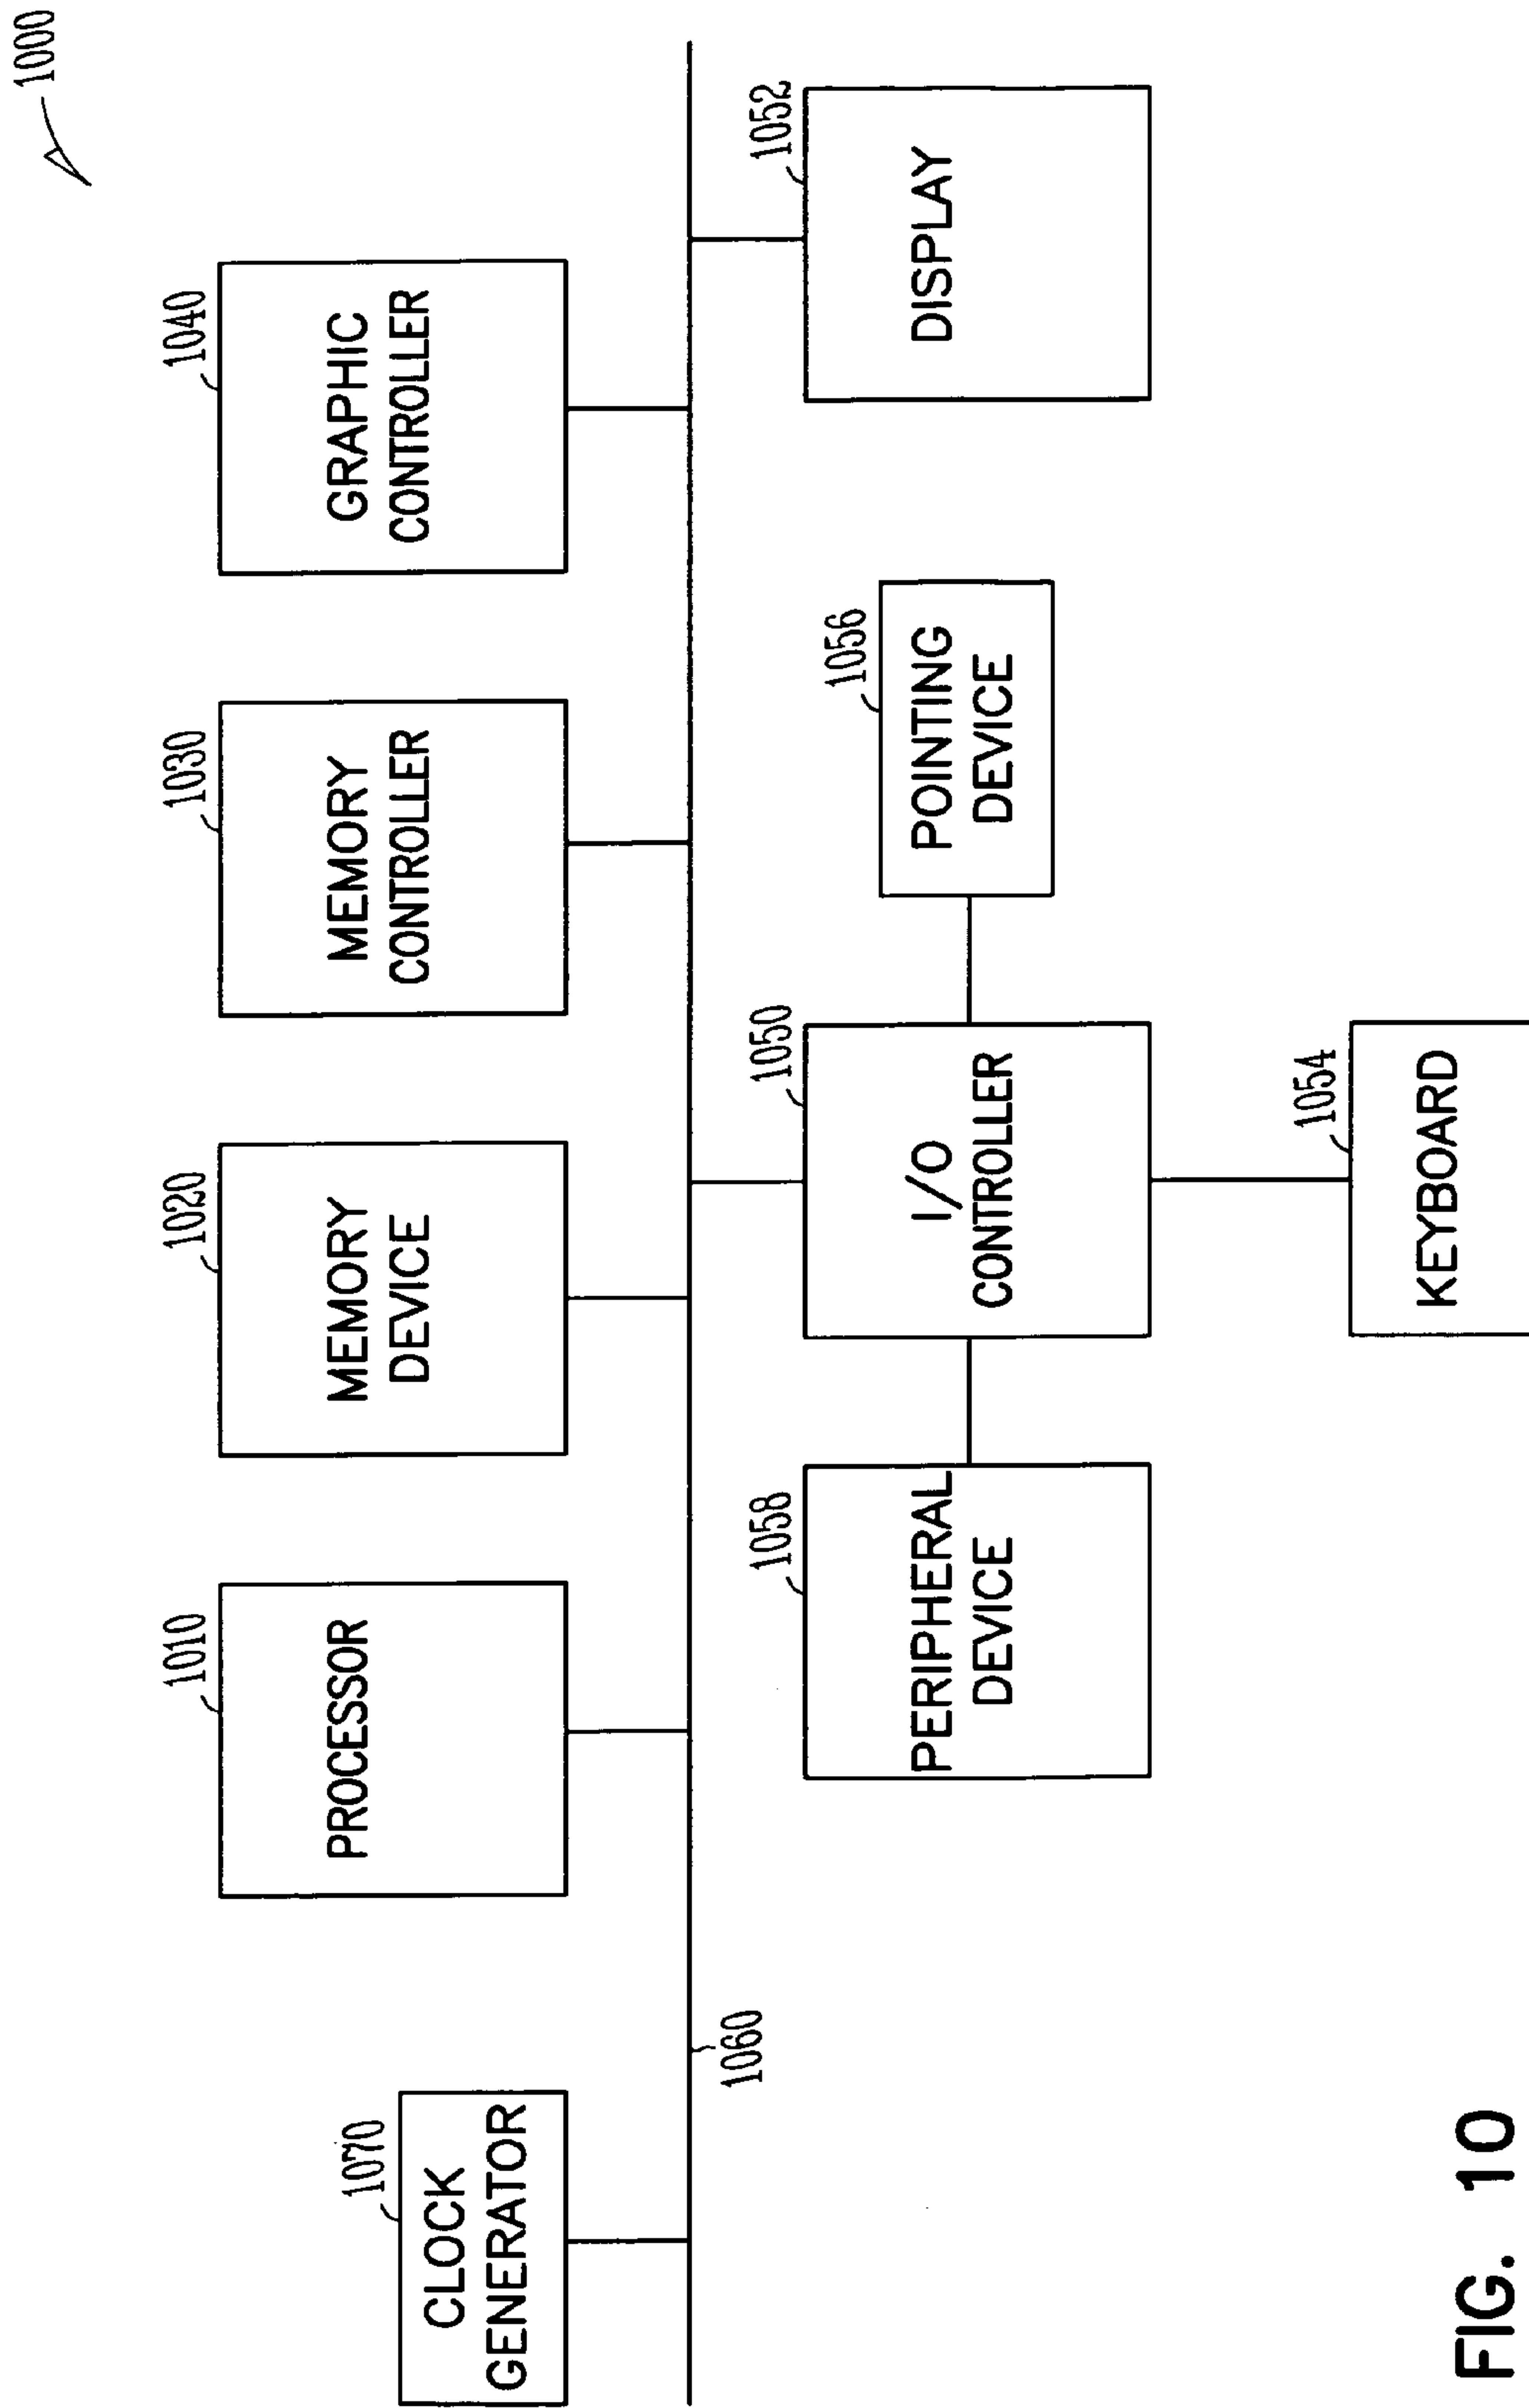 1000
1070
CLOCK
GENERATOR
1010
PROCESSOR
1020
MEMORY
DEVICE
1030
MEMORY
CONTROLLER
1040
GRAPHIC
CONTROLLER
1060
1058
PERIPHERAL
DEVICE
1050
I/O
CONTROLLER
1056
POINTING
DEVICE
1052
DISPLAY
1054
KEYBOARD
FIG. 10